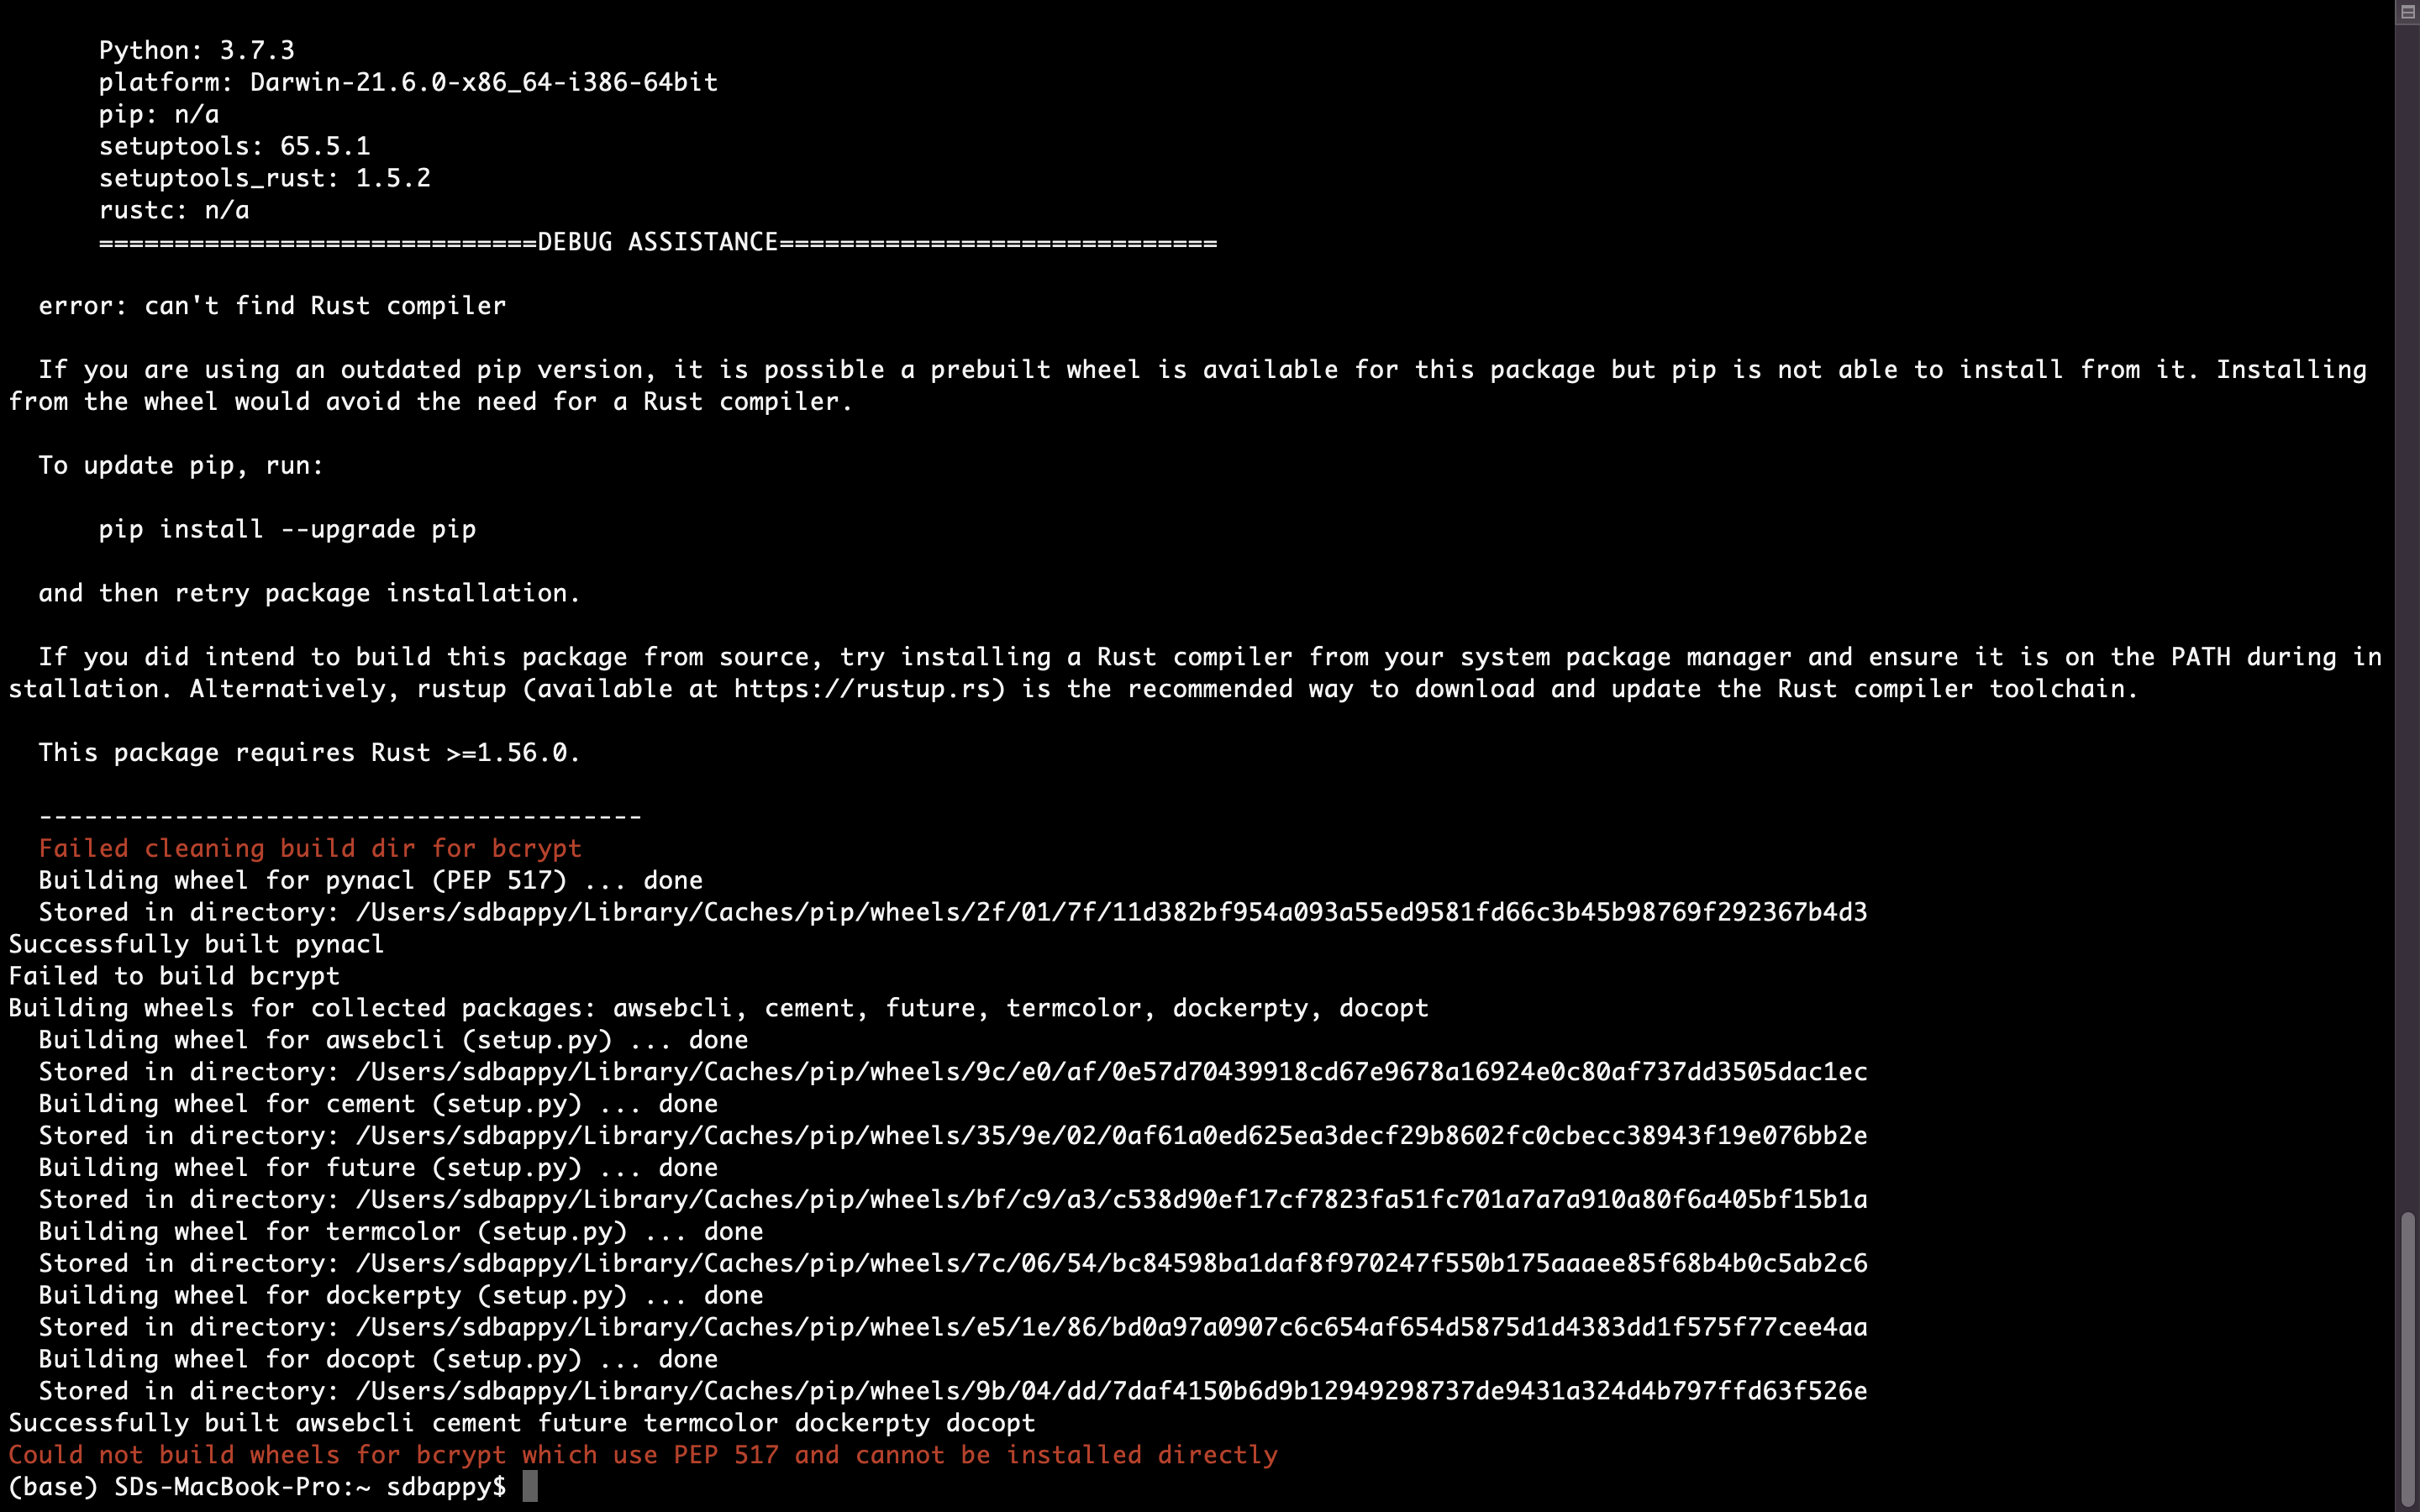 Python: 3.7.3
platform: Darwin-21.6.0-x86_64-i386-64bit
pip: n/a
setuptools: 65.5.1
setuptools_rust: 1.5.2
rustc: n/a
=============================DEBUG ASSISTANCE=============================
error: can't find Rust compiler
If you are using an outdated pip version, it is possible a prebuilt wheel is available for this package but pip is not able to install from it. Installing
from the wheel would avoid the need for a Rust compiler.
To update pip, run:
pip install --upgrade pip
and then retry package installation.
If you did intend to build this package from source, try installing a Rust compiler from your system package manager and ensure it is on the PATH during in
stallation. Alternatively, rustup (available at https://rustup.rs) is the recommended way to download and update the Rust compiler toolchain.
This package requires Rust >=1.56.0.
----------------------------------------
Failed cleaning build dir for bcrypt
Building wheel for pynacl (PEP 517) ... done
Stored in directory: /Users/sdbappy/Library/Caches/pip/wheels/2f/01/7f/11d382bf954a093a55ed9581fd66c3b45b98769f292367b4d3
Successfully built pynacl
Failed to build bcrypt
Building wheels for collected packages: awsebcli, cement, future, termcolor, dockerpty, docopt
Building wheel for awsebcli (setup.py) ... done
Stored in directory: /Users/sdbappy/Library/Caches/pip/wheels/9c/e0/af/0e57d70439918cd67e9678a16924e0c80af737dd3505dac1ec
Building wheel for cement (setup.py) ... done
Stored in directory: /Users/sdbappy/Library/Caches/pip/wheels/35/9e/02/0af61a0ed625ea3decf29b8602fc0cbecc38943f19e076bb2e
Building wheel for future (setup.py) ... done
Stored in directory: /Users/sdbappy/Library/Caches/pip/wheels/bf/c9/a3/c538d90ef17cf7823fa51fc701a7a7a910a80f6a405bf15b1a
Building wheel for termcolor (setup.py) ... done
Stored in directory: /Users/sdbappy/Library/Caches/pip/wheels/7c/06/54/bc84598ba1daf8f970247f550b175aaaee85f68b4b0c5ab2c6
Building wheel for dockerpty (setup.py) ... done
Stored in directory: /Users/sdbappy/Library/Caches/pip/wheels/e5/1e/86/bd0a97a0907c6c654af654d5875d1d4383dd1f575f77cee4aa
Building wheel for docopt (setup.py) ... done
Stored in directory: /Users/sdbappy/Library/Caches/pip/wheels/9b/04/dd/7daf4150b6d9b12949298737de9431a324d4b797ffd63f526e
Successfully built awsebcli cement future termcolor dockerpty docopt
Could not build wheels for bcrypt which use PEP 517 and cannot be installed directly
(base) SDs-MacBook-Pro:~ sdbappy$